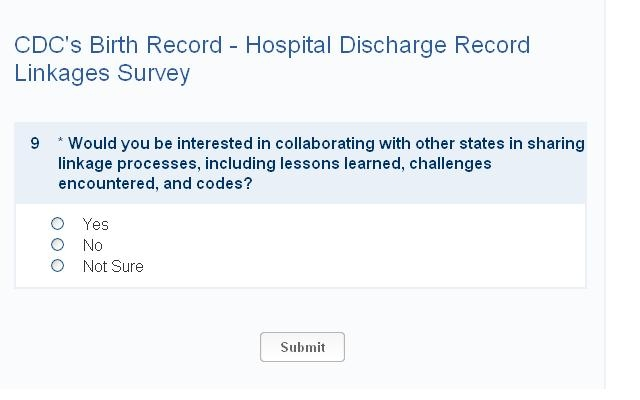 CDC's Birth Record - Hospital Discharge Record
Linkages Survey
9 * Would you be interested in collaborating with other states in sharing
linkage processes, including lessons learned, challenges
encountered, and codes?
Yes
No
Not Sure
Submit